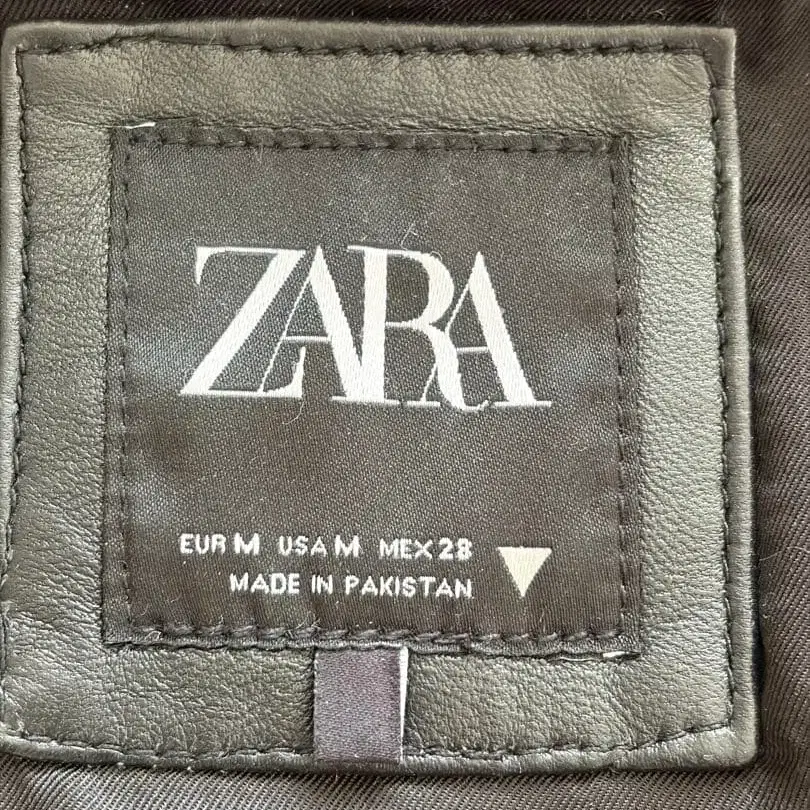 ZARA
EUR M USA M MEX 28
MADE IN PAKISTAN